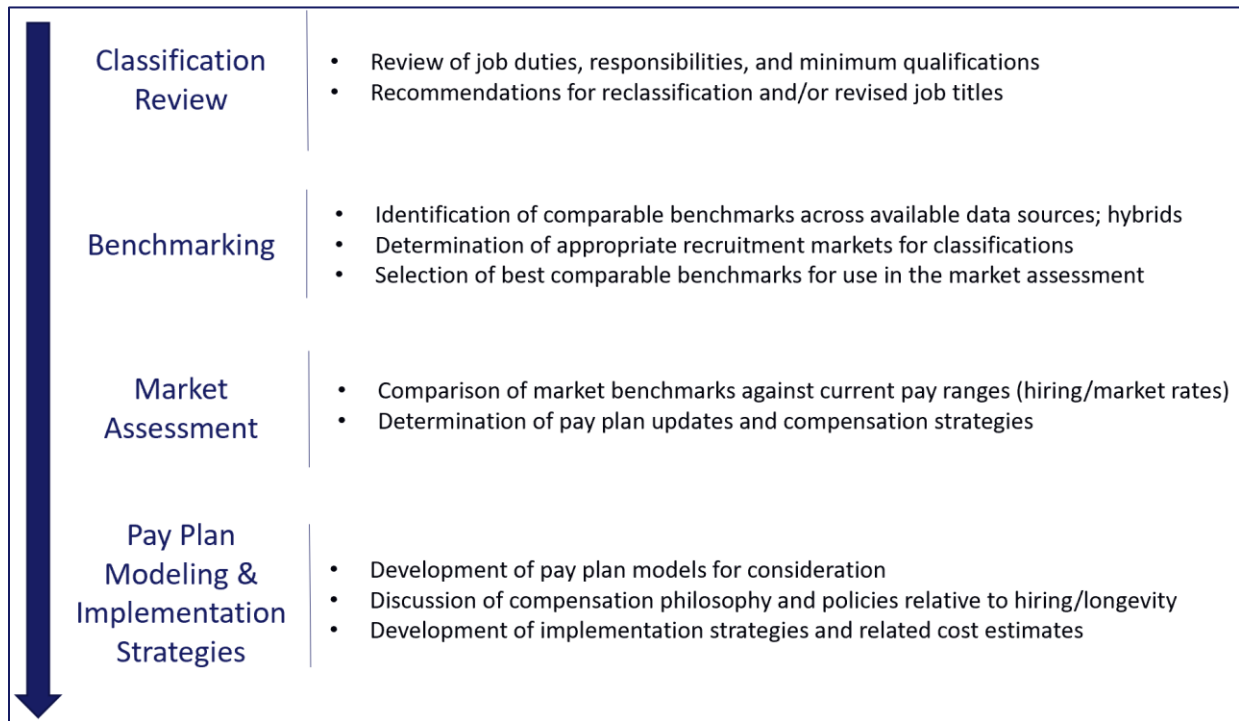 Classification
Review
• Review of job duties, responsibilities, and minimum qualifications
• Recommendations for reclassification and/or revised job titles
Benchmarking
• Identification of comparable benchmarks across available data sources; hybrids
• Determination of appropriate recruitment markets for classifications
• Selection of best comparable benchmarks for use in the market assessment
Market
Assessment
• Comparison of market benchmarks against current pay ranges (hiring/market rates)
• Determination of pay plan updates and compensation strategies
Pay Plan
Modeling &
Implementation
Strategies
• Development of pay plan models for consideration
• Discussion of compensation philosophy and policies relative to hiring/longevity
• Development of implementation strategies and related cost estimates